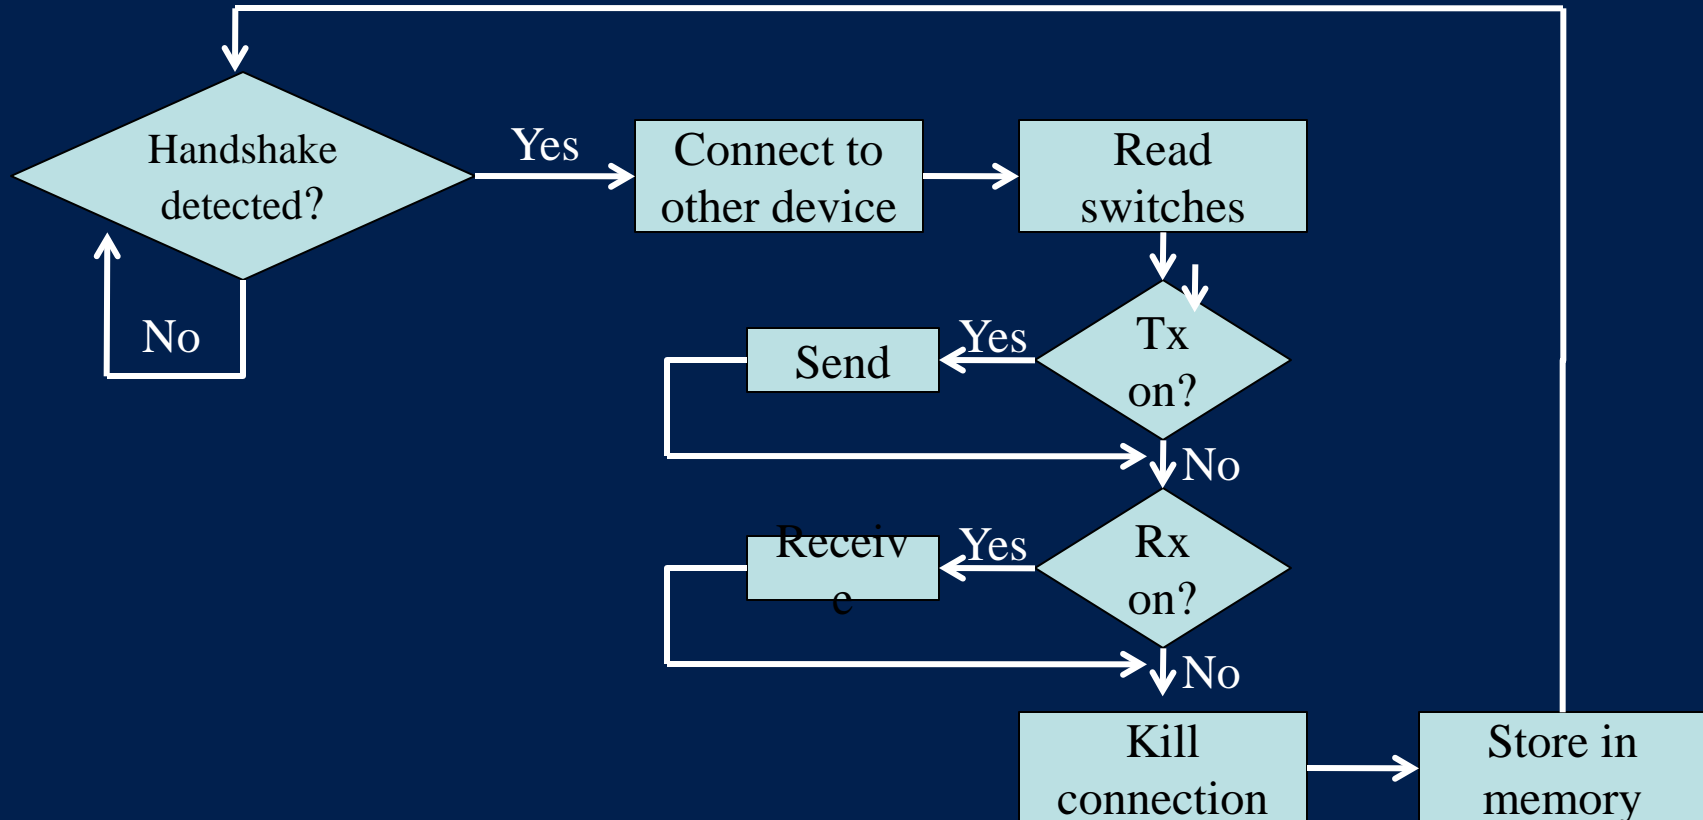 Handshake
detected?
Yes
Connect to
other device
Read
switches
No
Send
Yes
Tx
on?
No
Receiv
e
Yes
Rx
on?
No
Kill
connection
Store in
memory